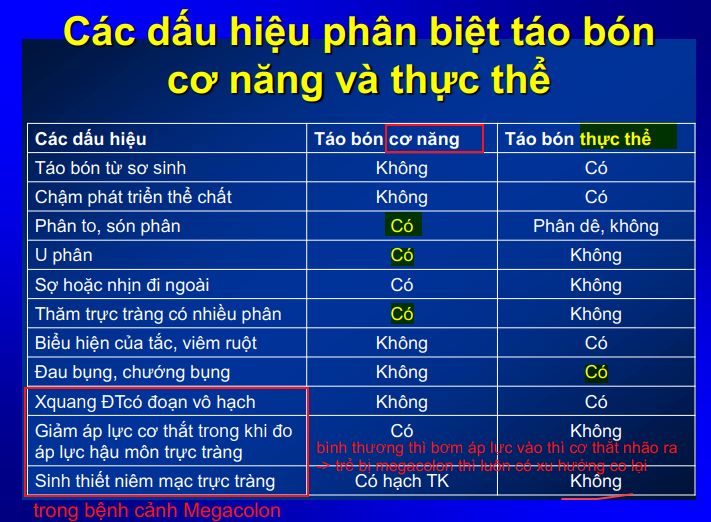 Các dấu hiệu phân biệt táo bón
cơ năng và thực thể
Các dấu hiệu Táo bón cơ năng Táo bón thực thể
Táo bón từ sơ sinh Không Có
Chậm phát triển thể chất Không Có
Phân to, són phân Có Phân dê, không
U phân Có Không
Sợ hoặc nhịn đi ngoài Có Không
Thăm trực tràng có nhiều phân Có Không
Biểu hiện của tắc, viêm ruột Không Có
Đau bụng, chướng bụng Không Có
Xquang ĐTcó đoạn vô hạch Không Có
Giảm áp lực cơ thắt trong khi đo Có Không
áp lực hậu môn trực tràng
bình thương thì bơm áp lực vào thì cơ thắt nhão ra
-> trẻ bị megacolon thì luôn có xu hướng co lại
Sinh thiết niêm mạc trực tràng Có hạch TK Không
trong bệnh cảnh Megacolon